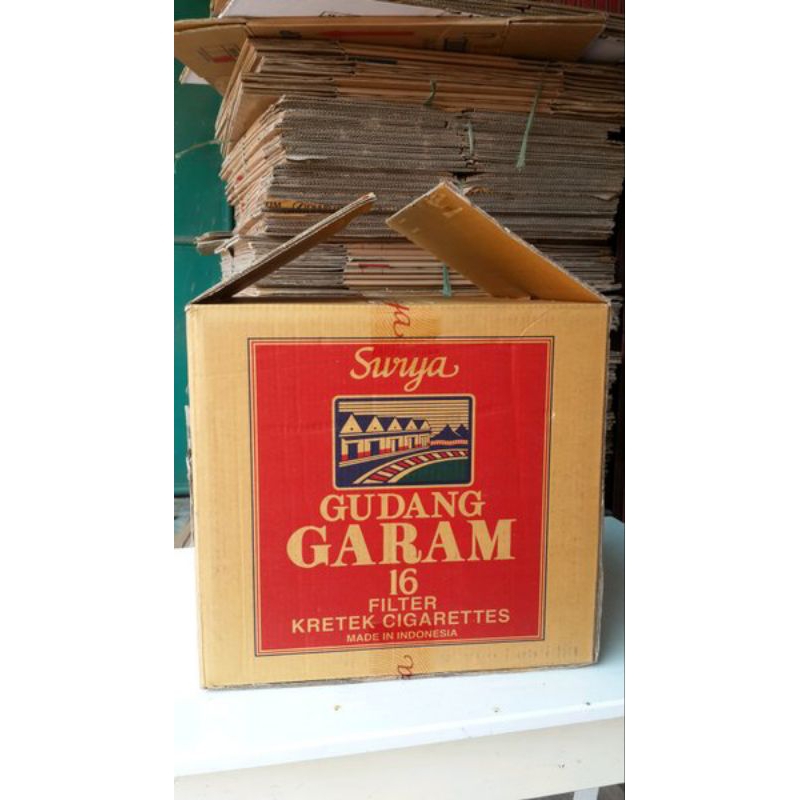 Surya
GUDANG
GARAM
16
FILTER
KRETEK CIGARETTES
MADE IN INDONESIA